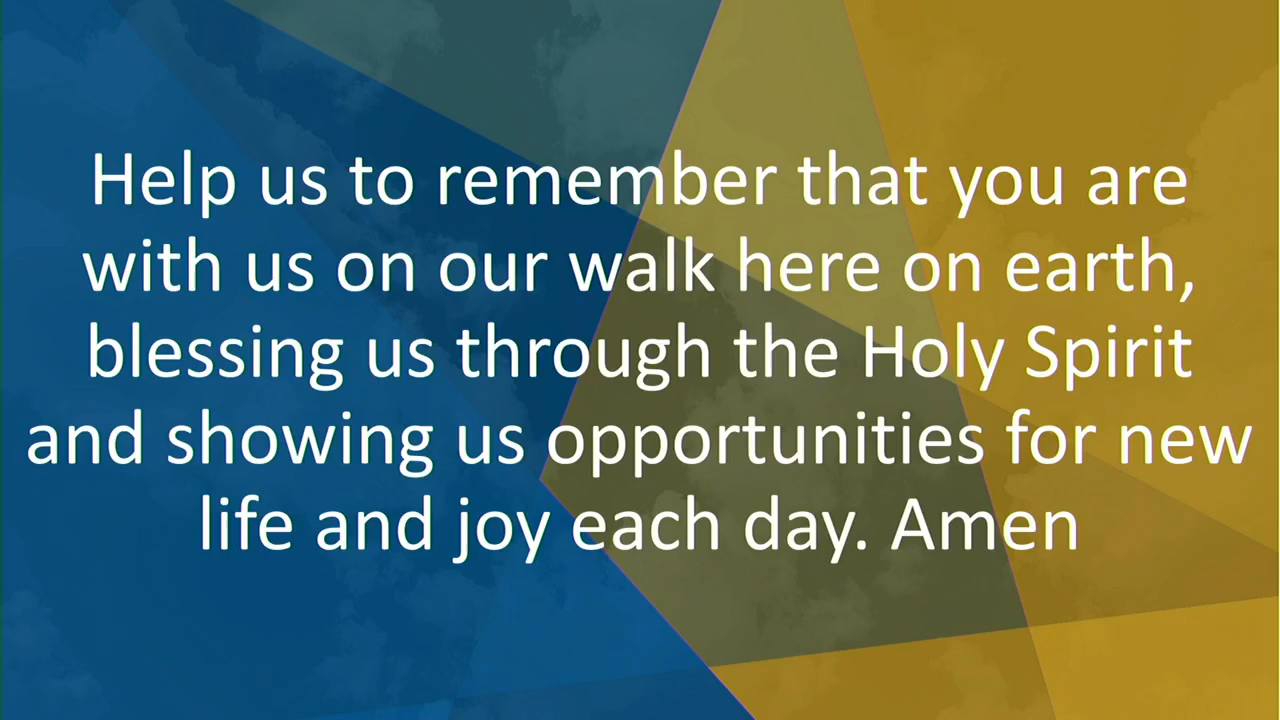 Help us to remember that you are
with us on our walk here on earth,
blessing us through the Holy Spirit
and showing us opportunities for new
life and joy each day. Amen